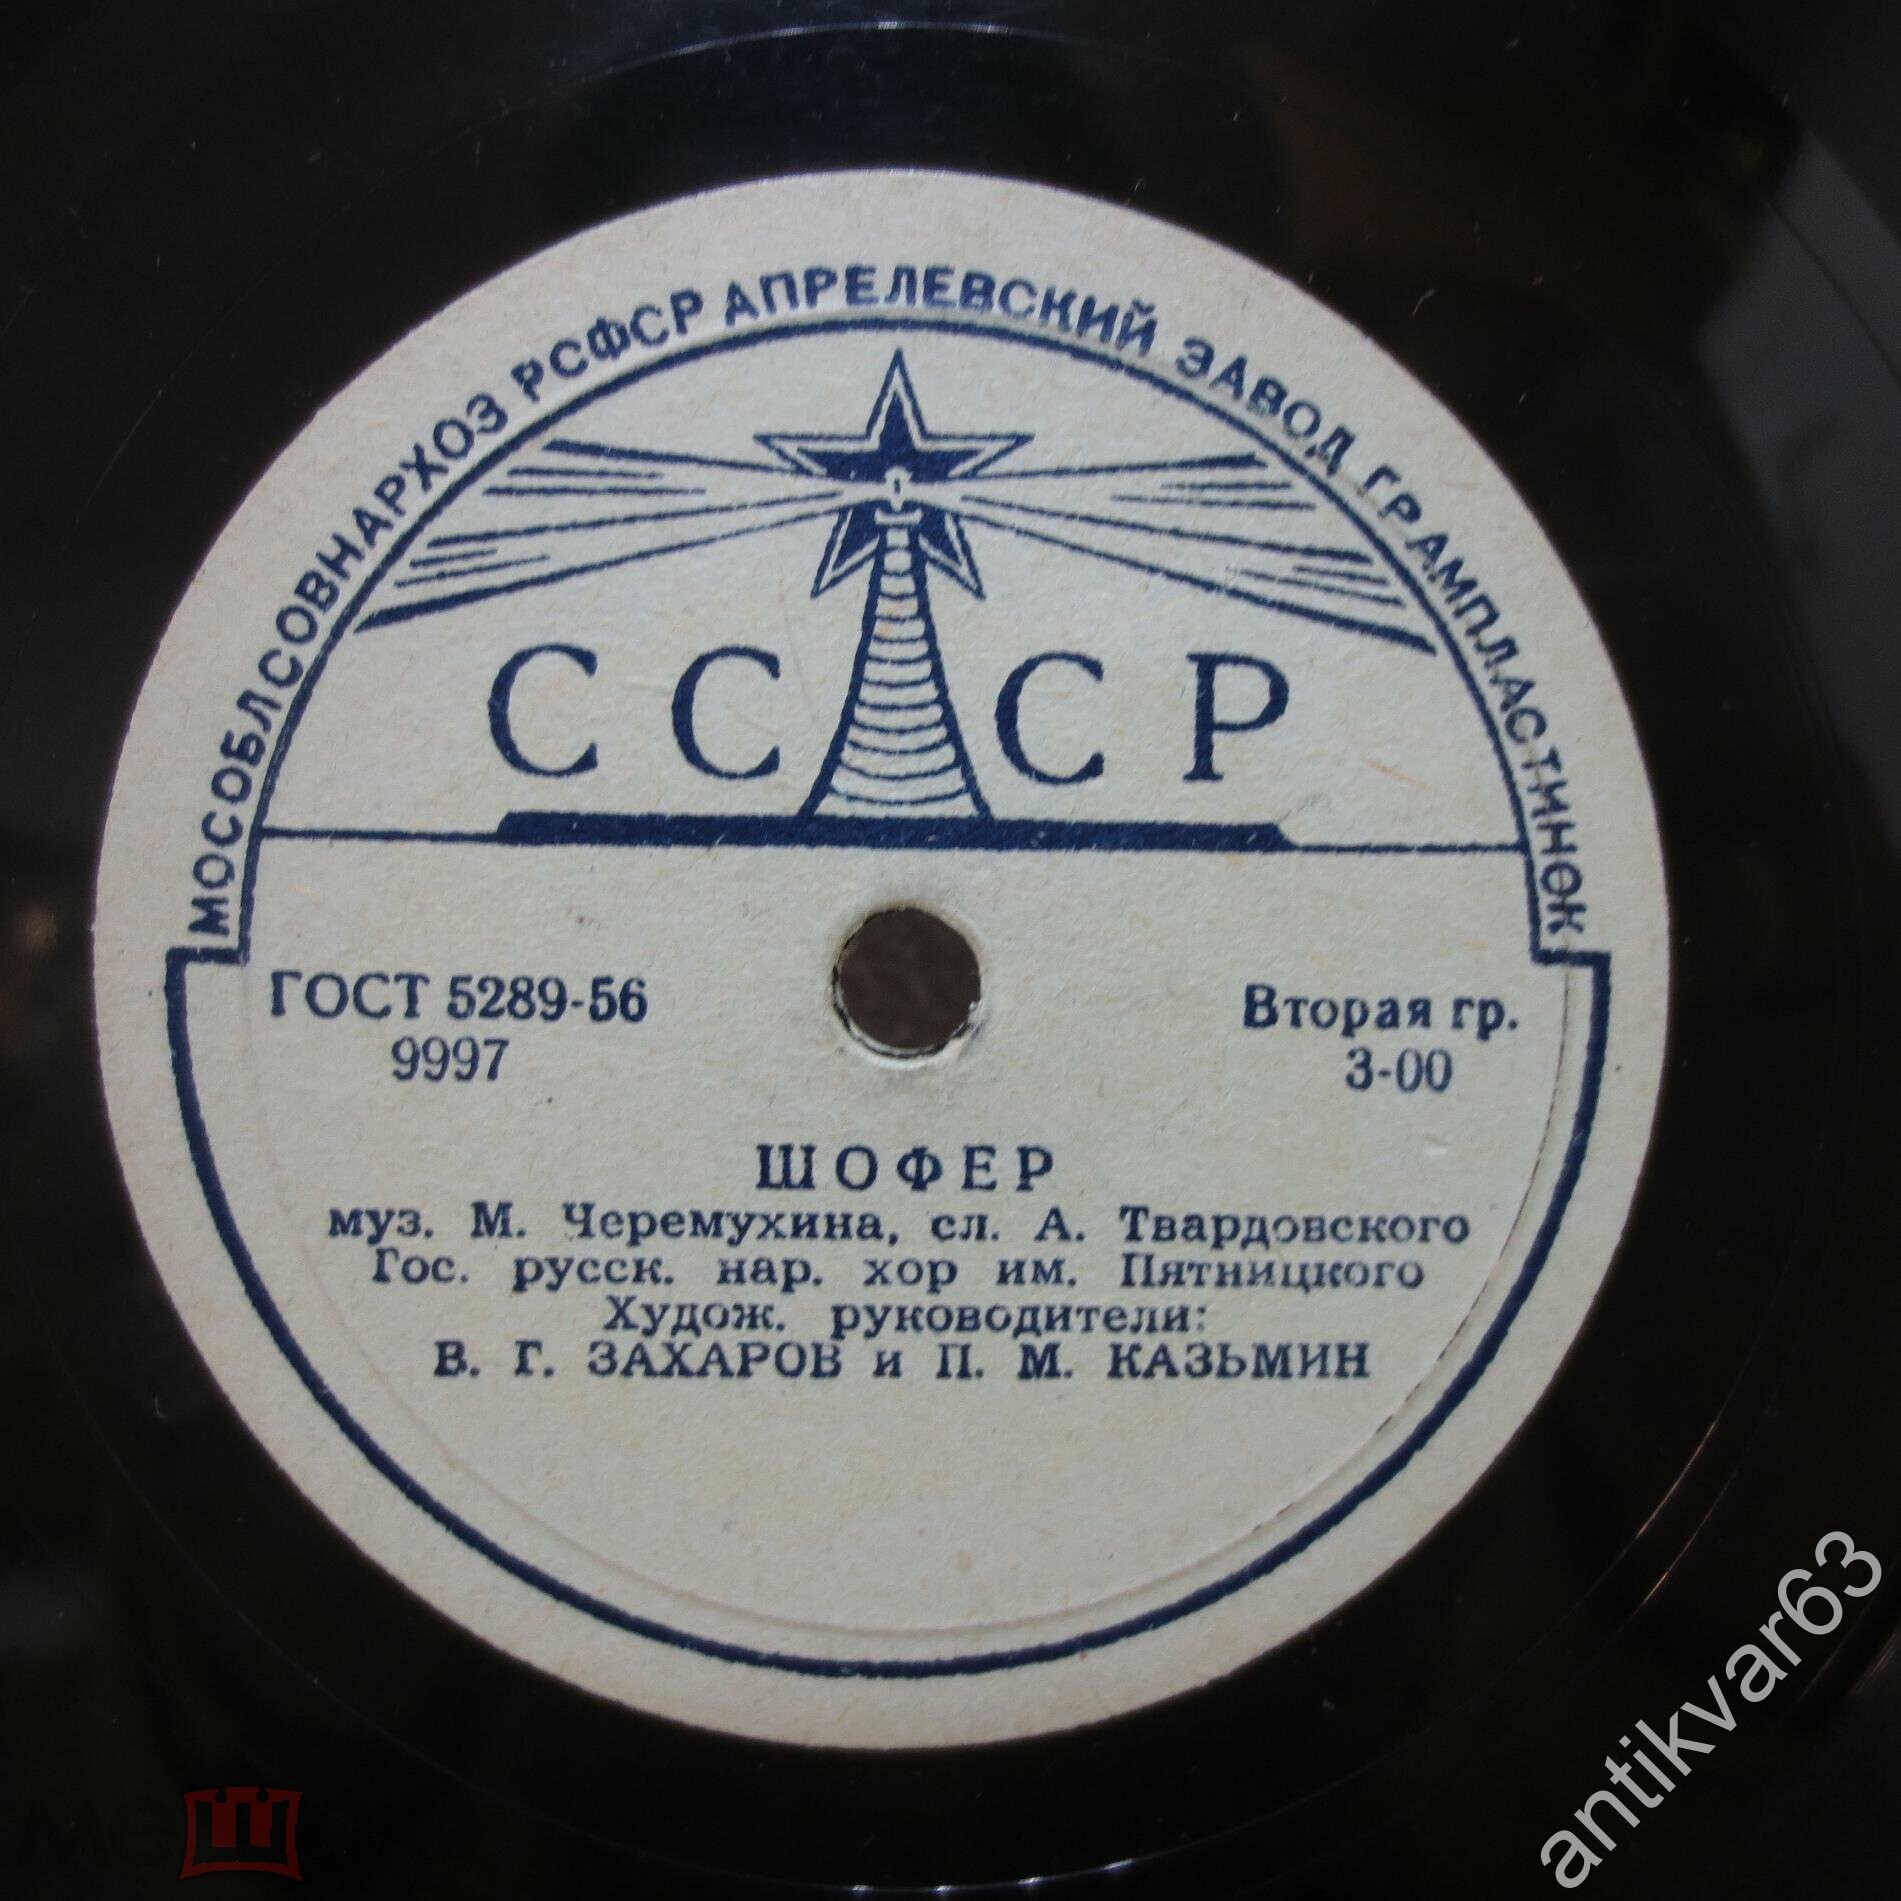 МОСОБЛСОВНАРХОЗ РСФСР АПРЕЛЕВСКИЙ ЗАВОД ГРАМПЛАСТИНОК
СССР
ГОСТ 5289-56
9997
Вторая гр.
3-00
ШОФЕР
муз. М. Черемухина, сл. А. Твардовского
Гос. русск. нар. хор им. Пятницкого
Худож. руководители:
В. Г. ЗАХАРОВ и П. М. КАЗЬМИН
antikvar63
мешок